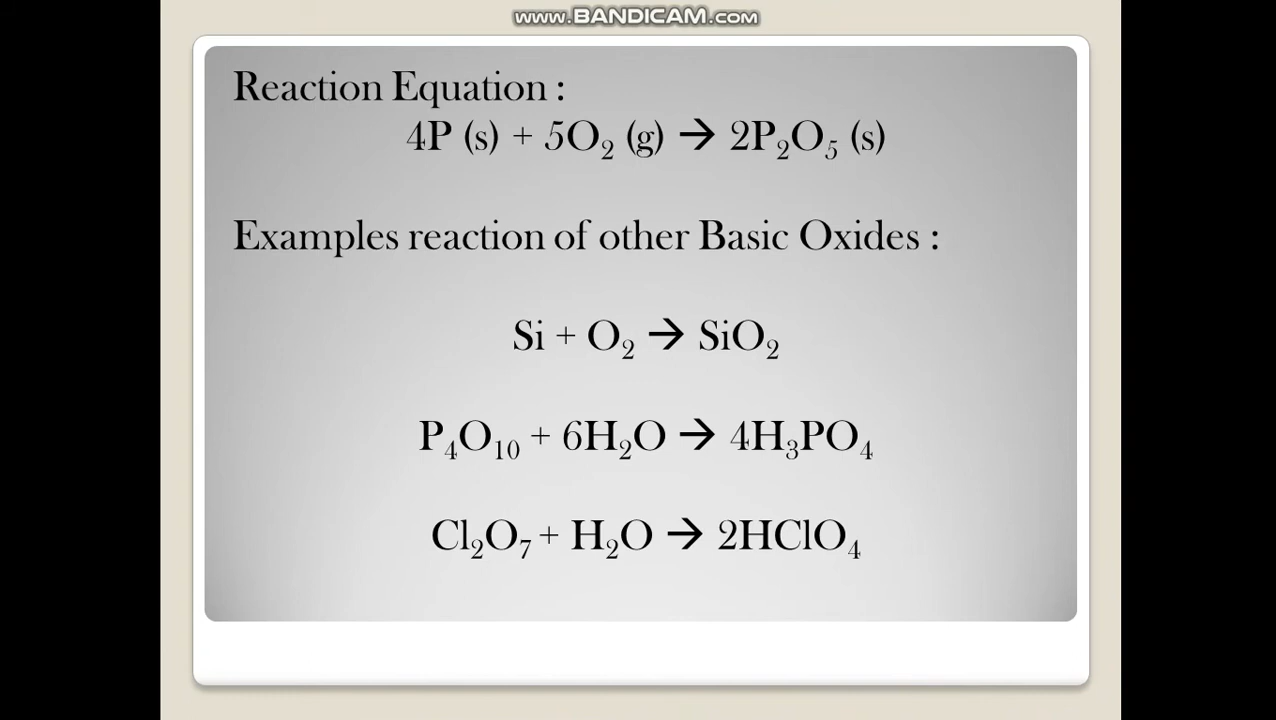 www.BANDICAM.com
Reaction Equation :
4P (s) + 5O₂ (g) → 2P₂O₅ (s)
Examples reaction of other Basic Oxides :
Si + O₂ → SiO₂
P₄O₁₀ + 6H₂O → 4H₃PO₄
Cl₂O₇ + H₂O → 2HClO₄